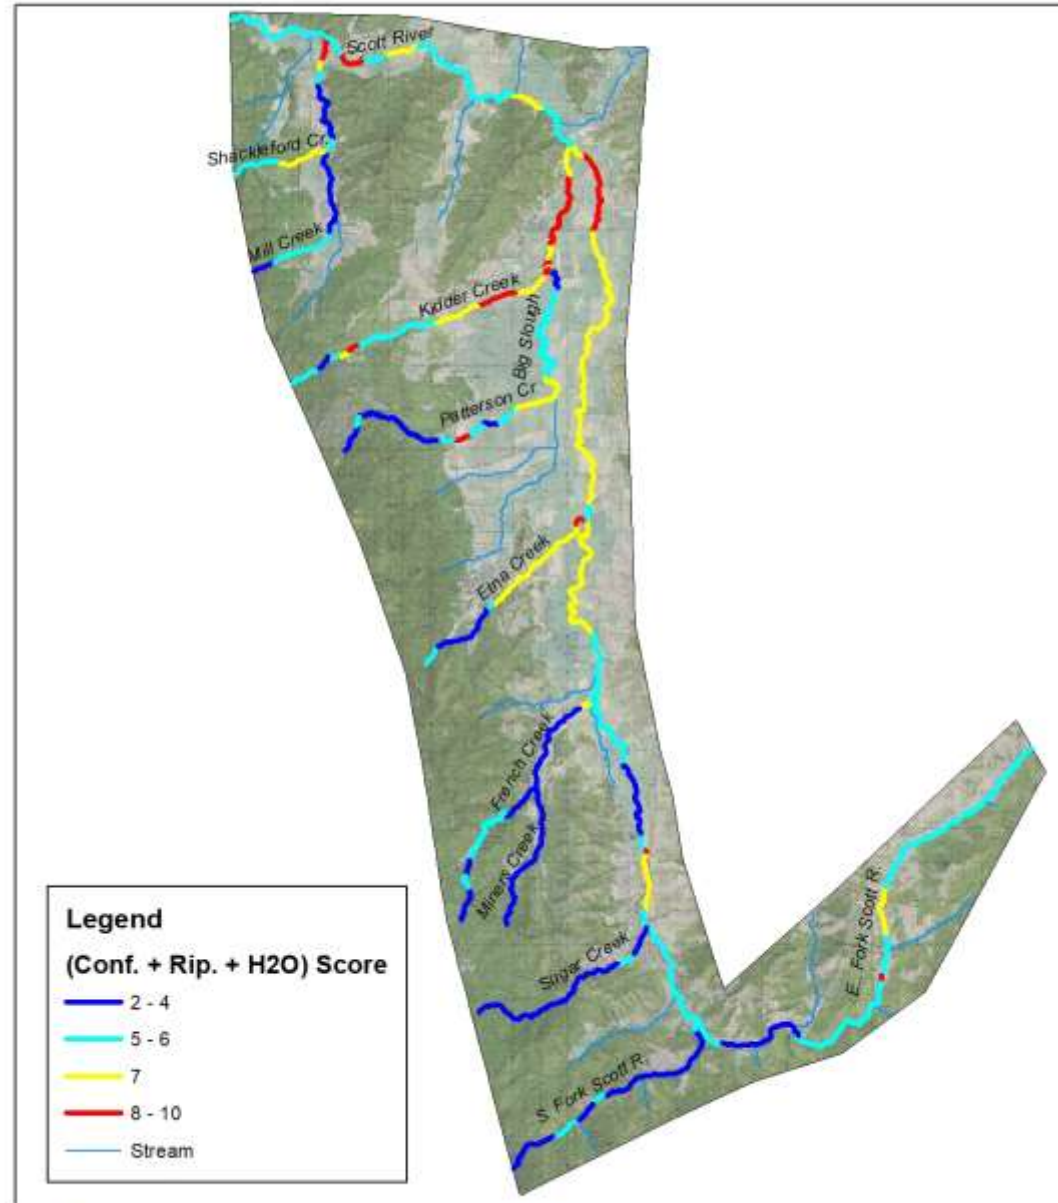 Scott River
Shackleford Cr.
Mill Creek
Kidder Creek
Big Slough
Patterson Cr
Etna Creek
French Creek
Miners Creek
E. Fork Scott R.
Sugar Creek
S. Fork Scott R.
Legend
(Conf. + Rip. + H2O) Score
2 - 4
5 - 6
7
8 - 10
Stream